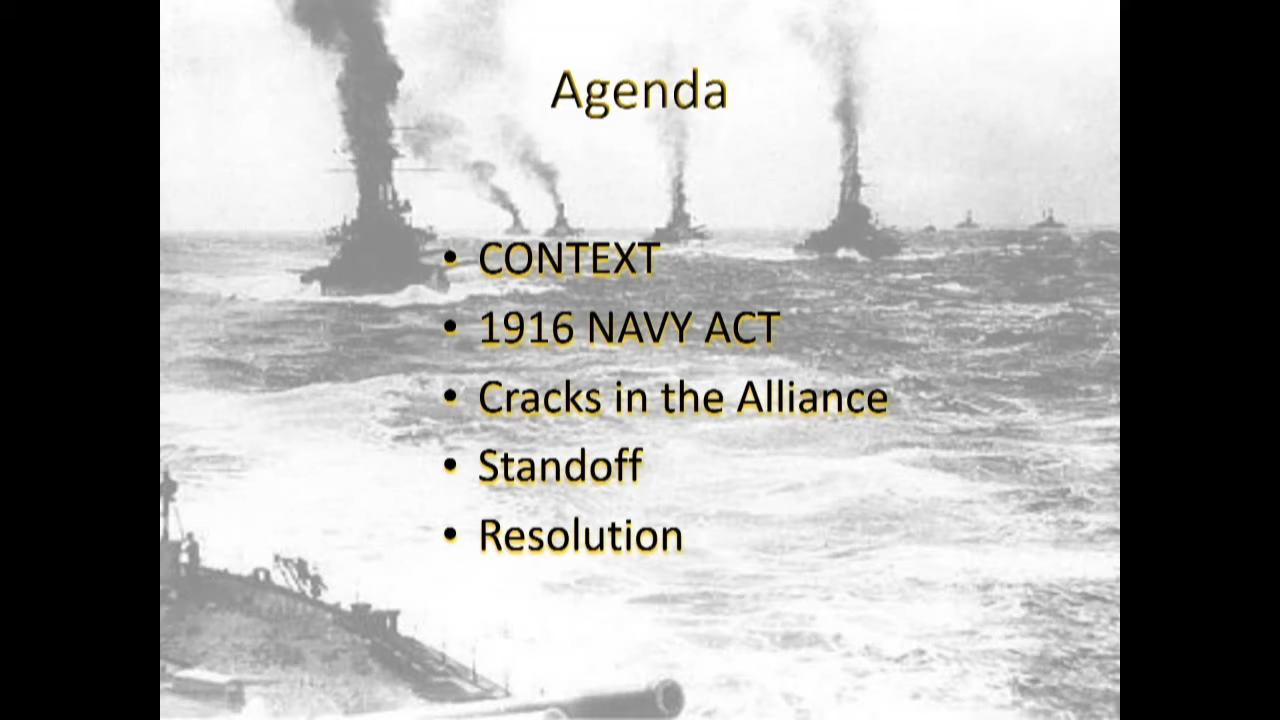 Agenda
• CONTEXT
• 1916 NAVY ACT
• Cracks in the Alliance
• Standoff
• Resolution